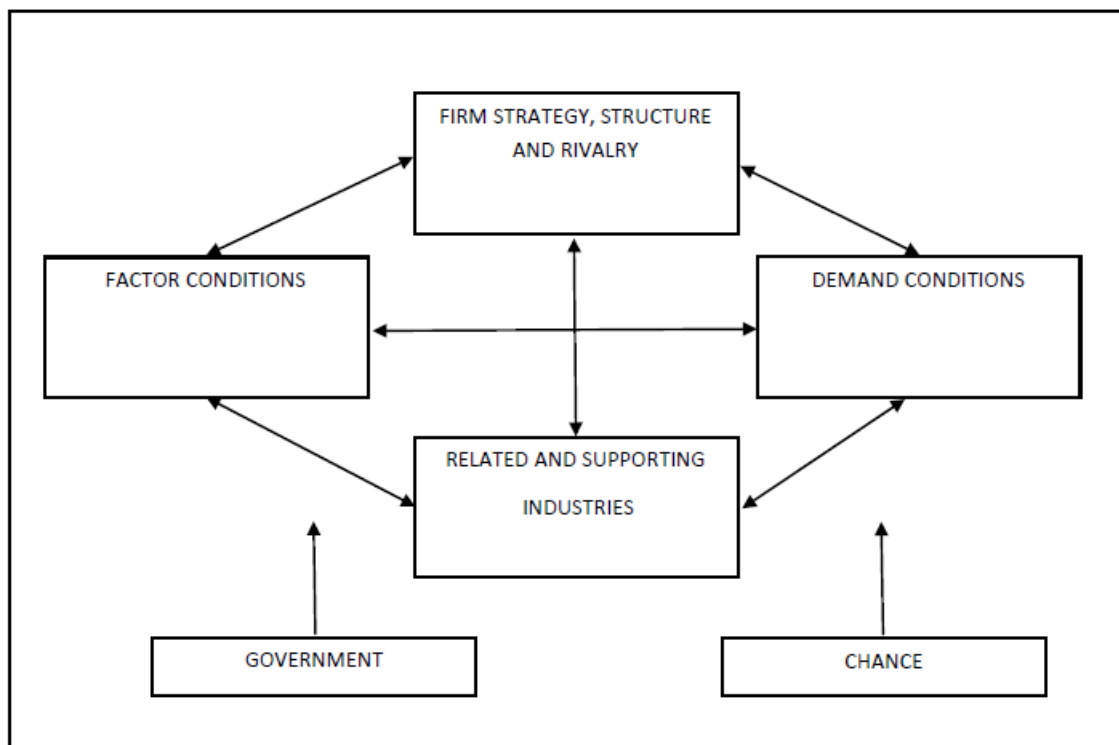 FIRM STRATEGY, STRUCTURE
AND RIVALRY
FACTOR CONDITIONS
DEMAND CONDITIONS
RELATED AND SUPPORTING
INDUSTRIES
GOVERNMENT
CHANCE